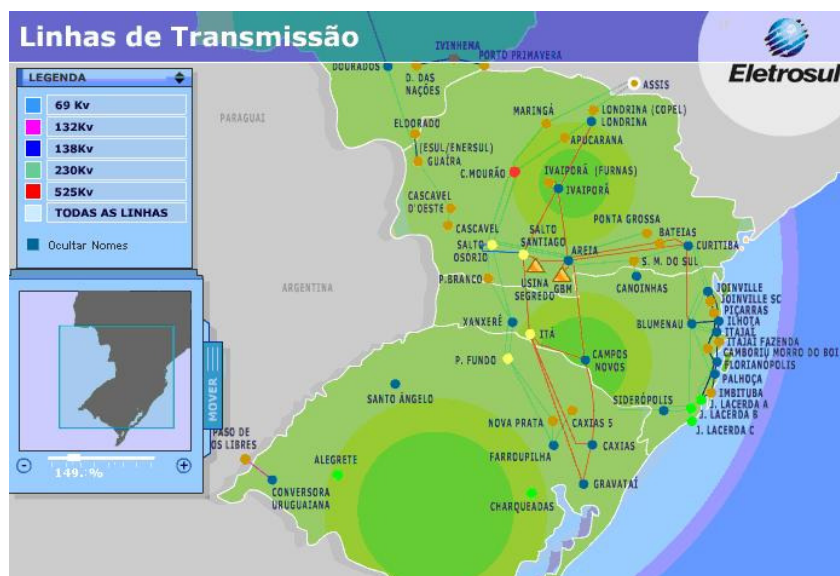 Linhas de Transmissão
Eletrosul
LEGENDA
69 Kv
132Kv
138Kv
230Kv
525Kv
TODAS AS LINHAS
Ocultar Nomes
MOVER
149. %
PARAGUAI
ARGENTINA
IVINHEMA
PORTO PRIMAVERA
DOURADOS
D. DAS
NAÇÕES
ASSIS
MARINGÁ
LONDRINA (COPEL)
LONDRINA
ELDORADO
APUCARANA
(ESUL/ENERSUL)
GUAÍRA
C.MOURÃO
IVAIPORÃ (FURNAS)
IVAIPORÃ
CASCAVEL
D'OESTE
CASCAVEL
SALTO
SANTIAGO
PONTA GROSSA
BATEIAS
SALTO
OSÓRIO
AREIA
CURITIBA
S. M. DO SUL
P.BRANCO
USINA
SEGREDO
GBM
CANOINHAS
JOINVILLE
JOINVILLE SC
PIÇARRAS
XANXERÊ
ITÁ
BLUMENAU
ILHOTA
ITAJAÍ
ITAJAÍ FAZENDA
CAMBORIU MORRO DO BOI
P. FUNDO
CAMPOS
NOVOS
FLORIANÓPOLIS
PALHOÇA
SANTO ÂNGELO
SIDERÓPOLIS
IMBITUBA
J. LACERDA A
J. LACERDA B
J. LACERDA C
NOVA PRATA
CAXIAS 5
PASO DE
LOS LIBRES
ALEGRETE
FARROUPILHA
CAXIAS
CONVERSORA
URUGUAIANA
CHARQUEADAS
GRAVATAÍ